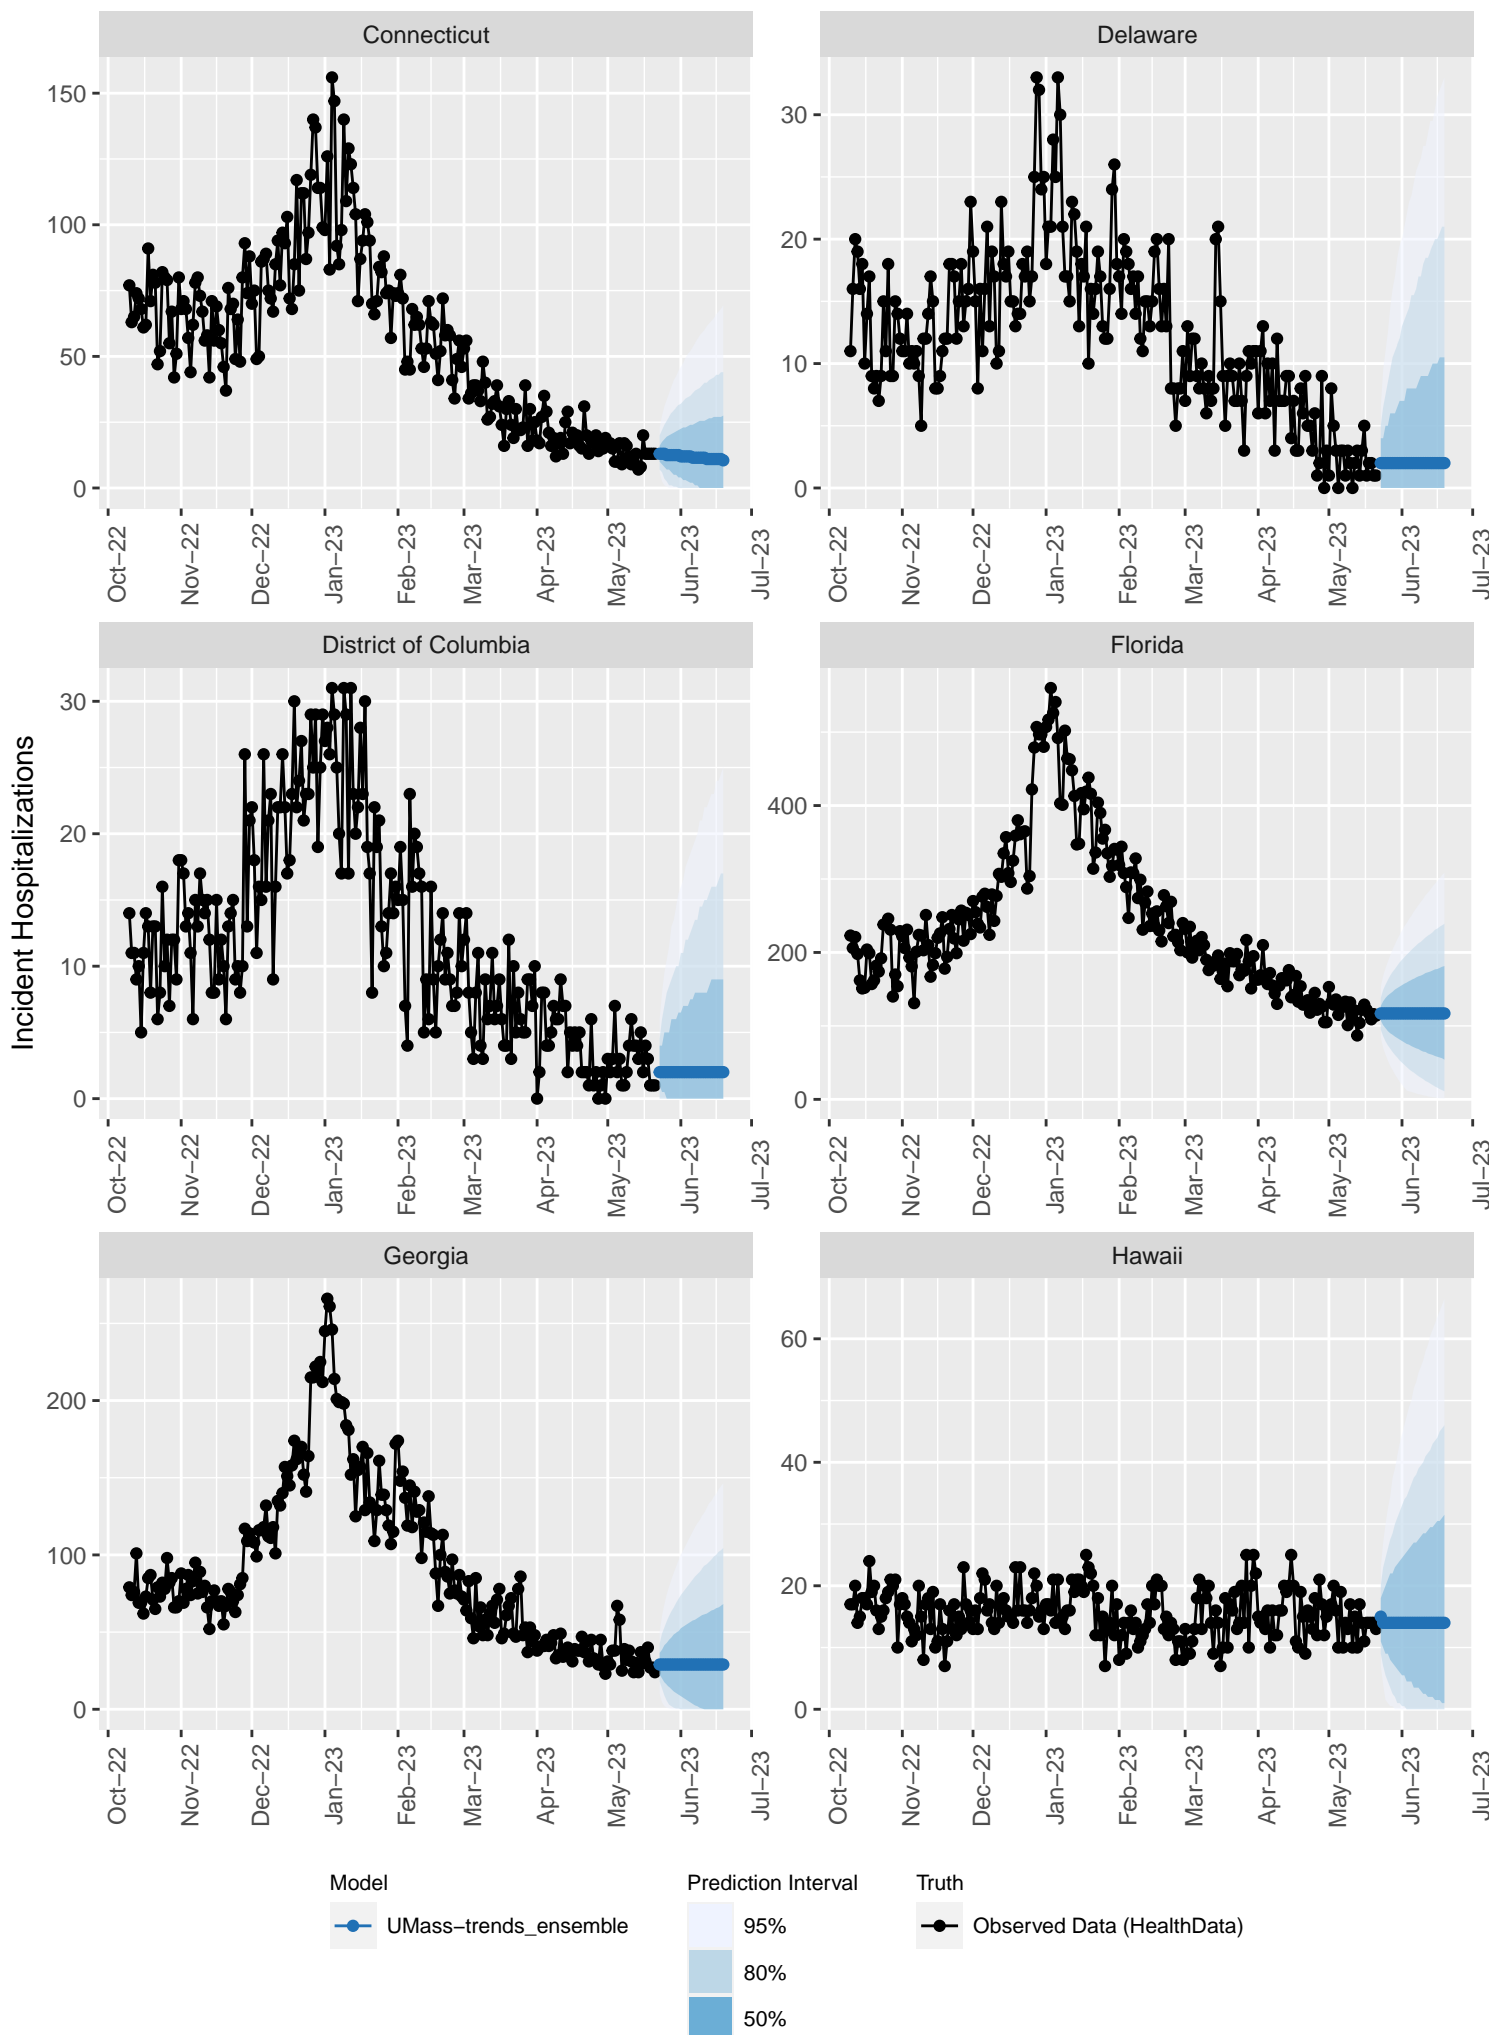 Connecticut
Delaware
150
100
50
0
30
20
10
0
Oct−22
Nov−22
Dec−22
Jan−23
Feb−23
Mar−23
Apr−23
May−23
Jun−23
Jul−23
Oct−22
Nov−22
Dec−22
Jan−23
Feb−23
Mar−23
Apr−23
May−23
Jun−23
Jul−23
District of Columbia
Florida
Incident Hospitalizations
30
20
10
0
400
200
0
Oct−22
Nov−22
Dec−22
Jan−23
Feb−23
Mar−23
Apr−23
May−23
Jun−23
Jul−23
Oct−22
Nov−22
Dec−22
Jan−23
Feb−23
Mar−23
Apr−23
May−23
Jun−23
Jul−23
Georgia
Hawaii
200
100
0
60
40
20
0
Oct−22
Nov−22
Dec−22
Jan−23
Feb−23
Mar−23
Apr−23
May−23
Jun−23
Jul−23
Oct−22
Nov−22
Dec−22
Jan−23
Feb−23
Mar−23
Apr−23
May−23
Jun−23
Jul−23
Model
UMass−trends_ensemble
Prediction Interval
95%
80%
50%
Truth
Observed Data (HealthData)